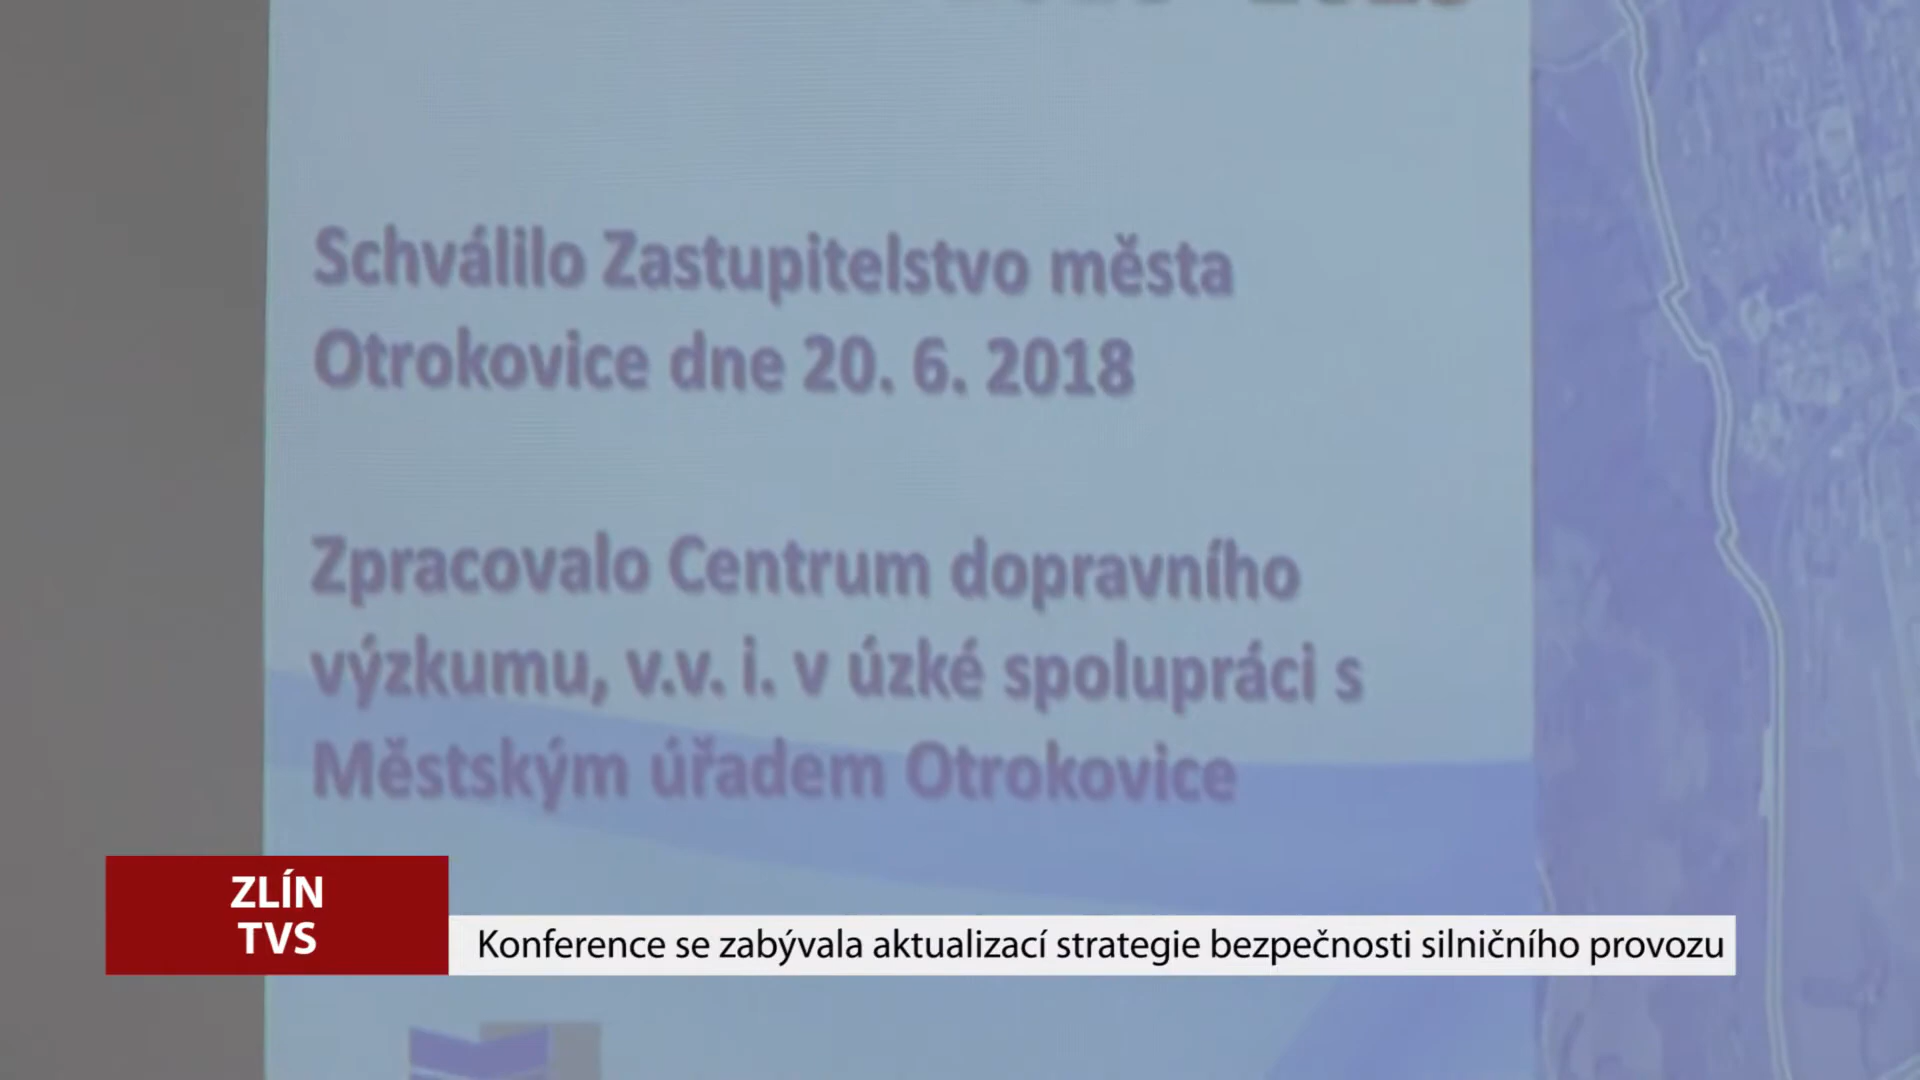 Schválilo Zastupitelstvo města
Otrokovice dne 20. 6. 2018
Zpracovalo Centrum dopravního
výzkumu, v.v. i. v úzké spolupráci s
Městským úřadem Otrokovice
ZLÍN
TVS
Konference se zabývala aktualizací strategie bezpečnosti silničního provozu